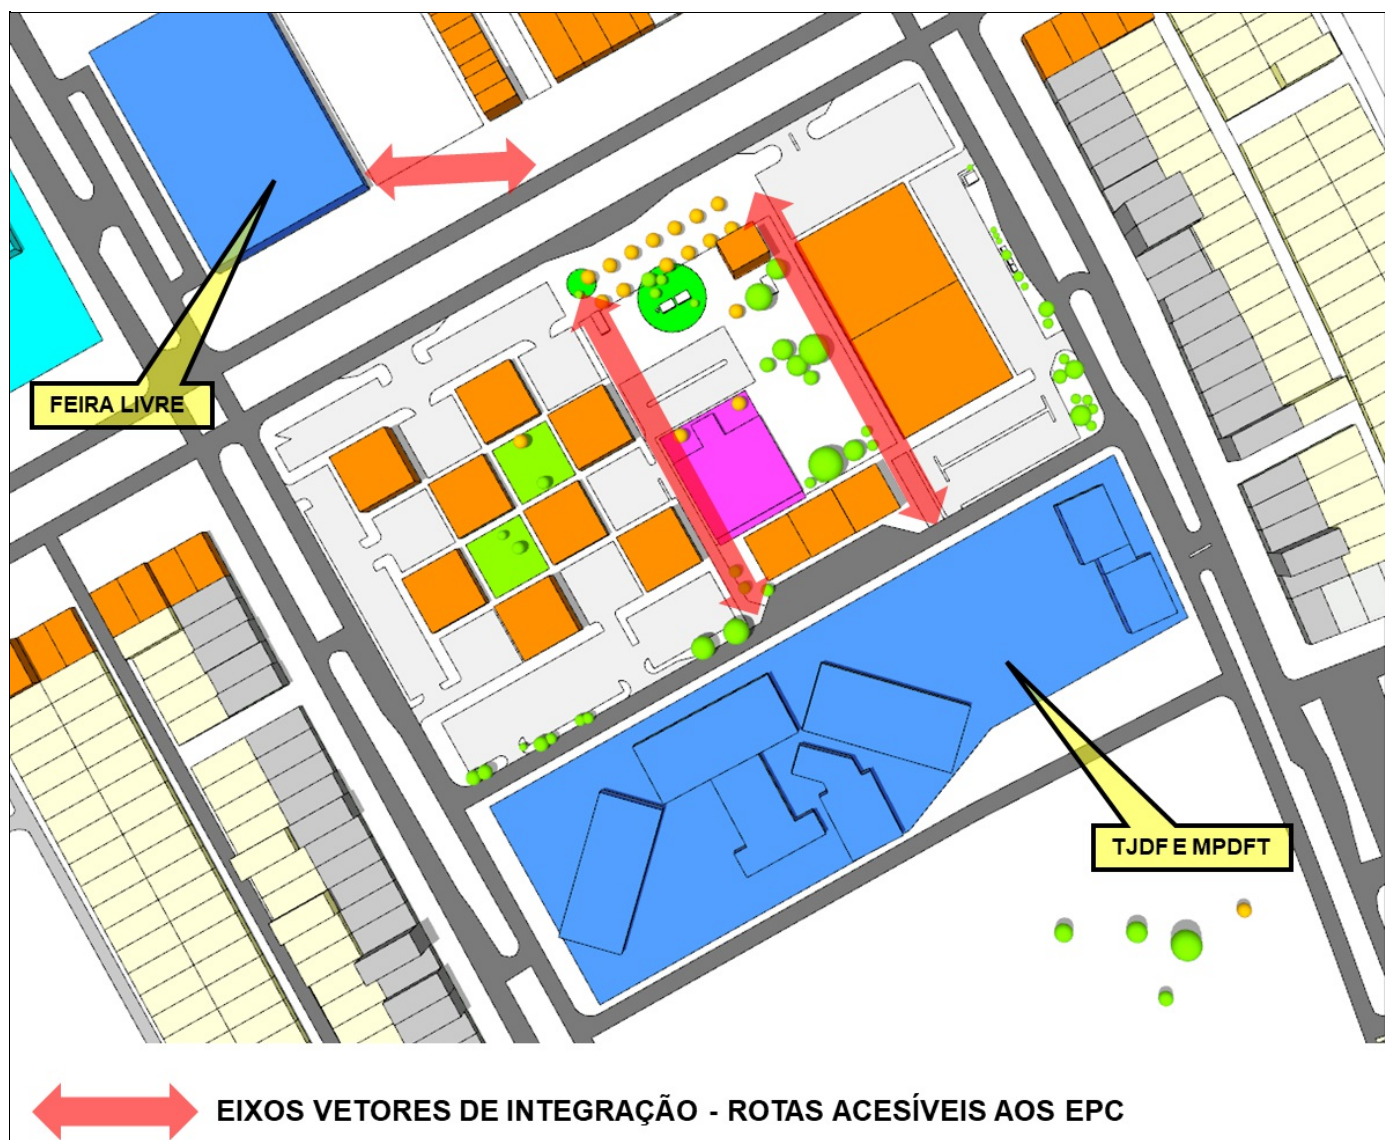 FEIRA LIVRE
TJDF E MPDFT
EIXOS VETORES DE INTEGRAÇÃO - ROTAS ACESÍVEIS AOS EPC